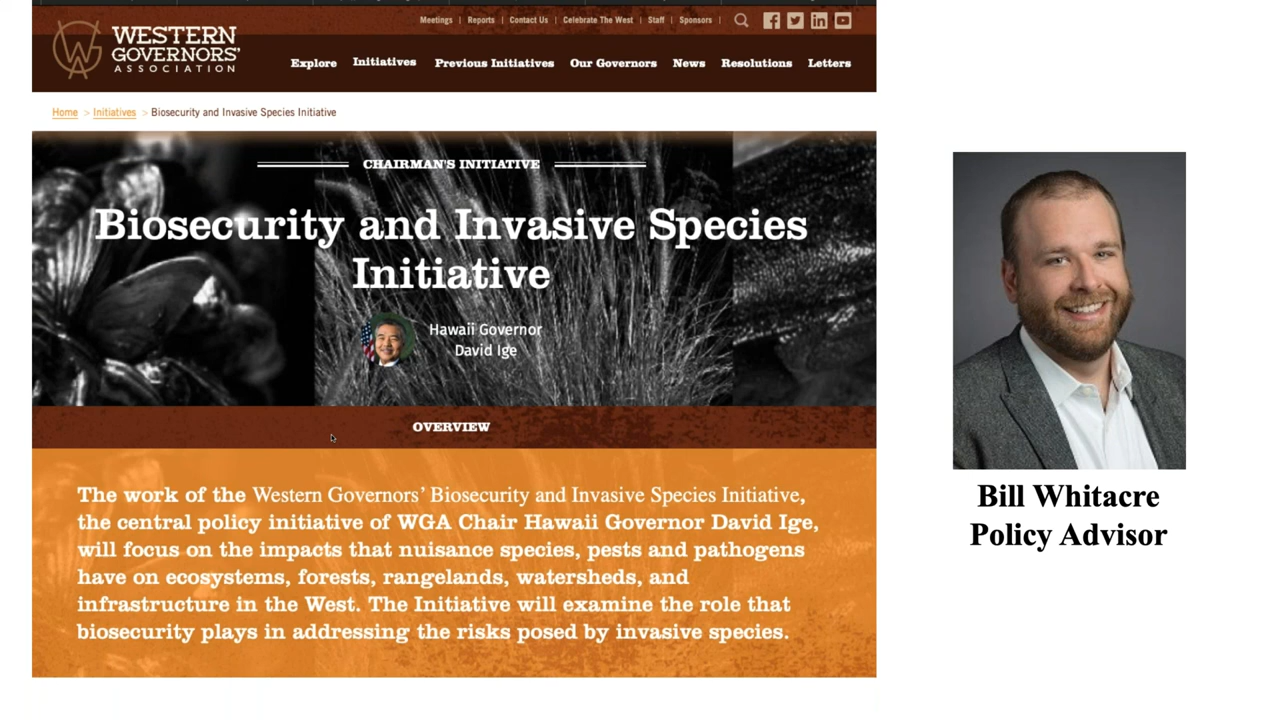 Meetings | Reports | Contact Us | Celebrate The West | Staff | Sponsors |
WESTERN
GOVERNORS'
ASSOCIATION
Explore Initiatives Previous Initiatives Our Governors News Resolutions Letters
Home > Initiatives > Biosecurity and Invasive Species Initiative
CHAIRMAN'S INITIATIVE
Biosecurity and Invasive Species
Initiative
Hawaii Governor
David Ige
OVERVIEW
The work of the Western Governors' Biosecurity and Invasive Species Initiative,
the central policy initiative of WGA Chair Hawaii Governor David Ige,
will focus on the impacts that nuisance species, pests and pathogens
have on ecosystems, forests, rangelands, watersheds, and
infrastructure in the West. The Initiative will examine the role that
biosecurity plays in addressing the risks posed by invasive species.
Bill Whitacre
Policy Advisor